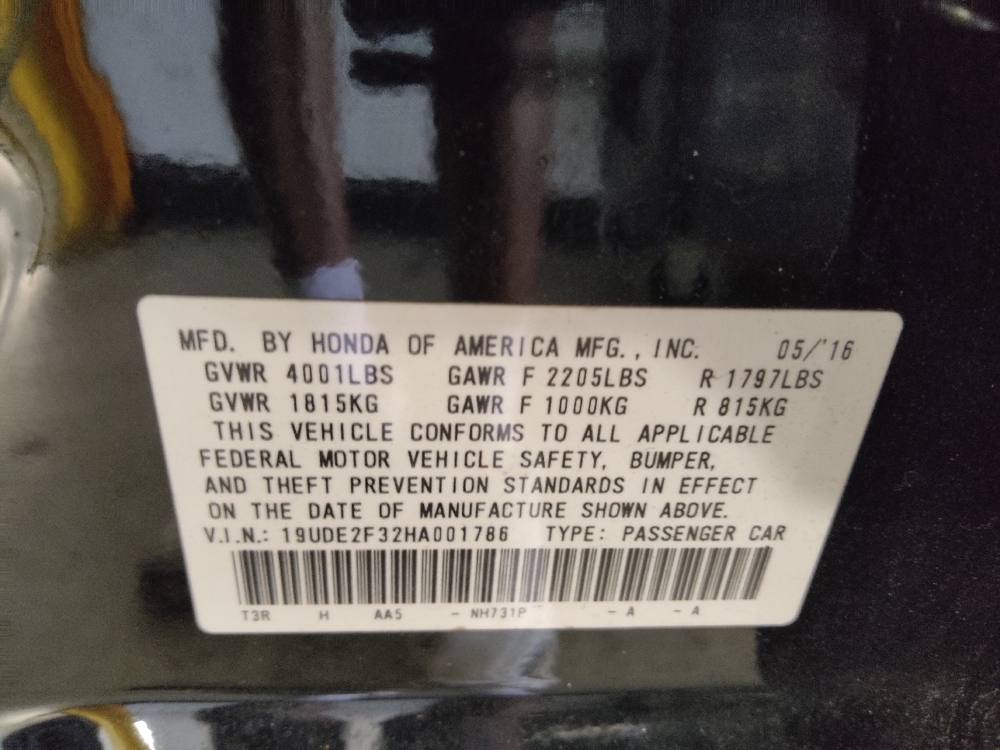 MFD. BY HONDA OF AMERICA MFG., INC. 05/'16
GVWR 4001LBS GAWR F 2205LBS R 1797LBS
GVWR 1815KG GAWR F 1000KG R 815KG
THIS VEHICLE CONFORMS TO ALL APPLICABLE
FEDERAL MOTOR VEHICLE SAFETY, BUMPER,
AND THEFT PREVENTION STANDARDS IN EFFECT
ON THE DATE OF MANUFACTURE SHOWN ABOVE.
V.I.N.: 19UDE2F32HA001786 TYPE: PASSENGER CAR
T3R H AA5 - NH731P - A - A